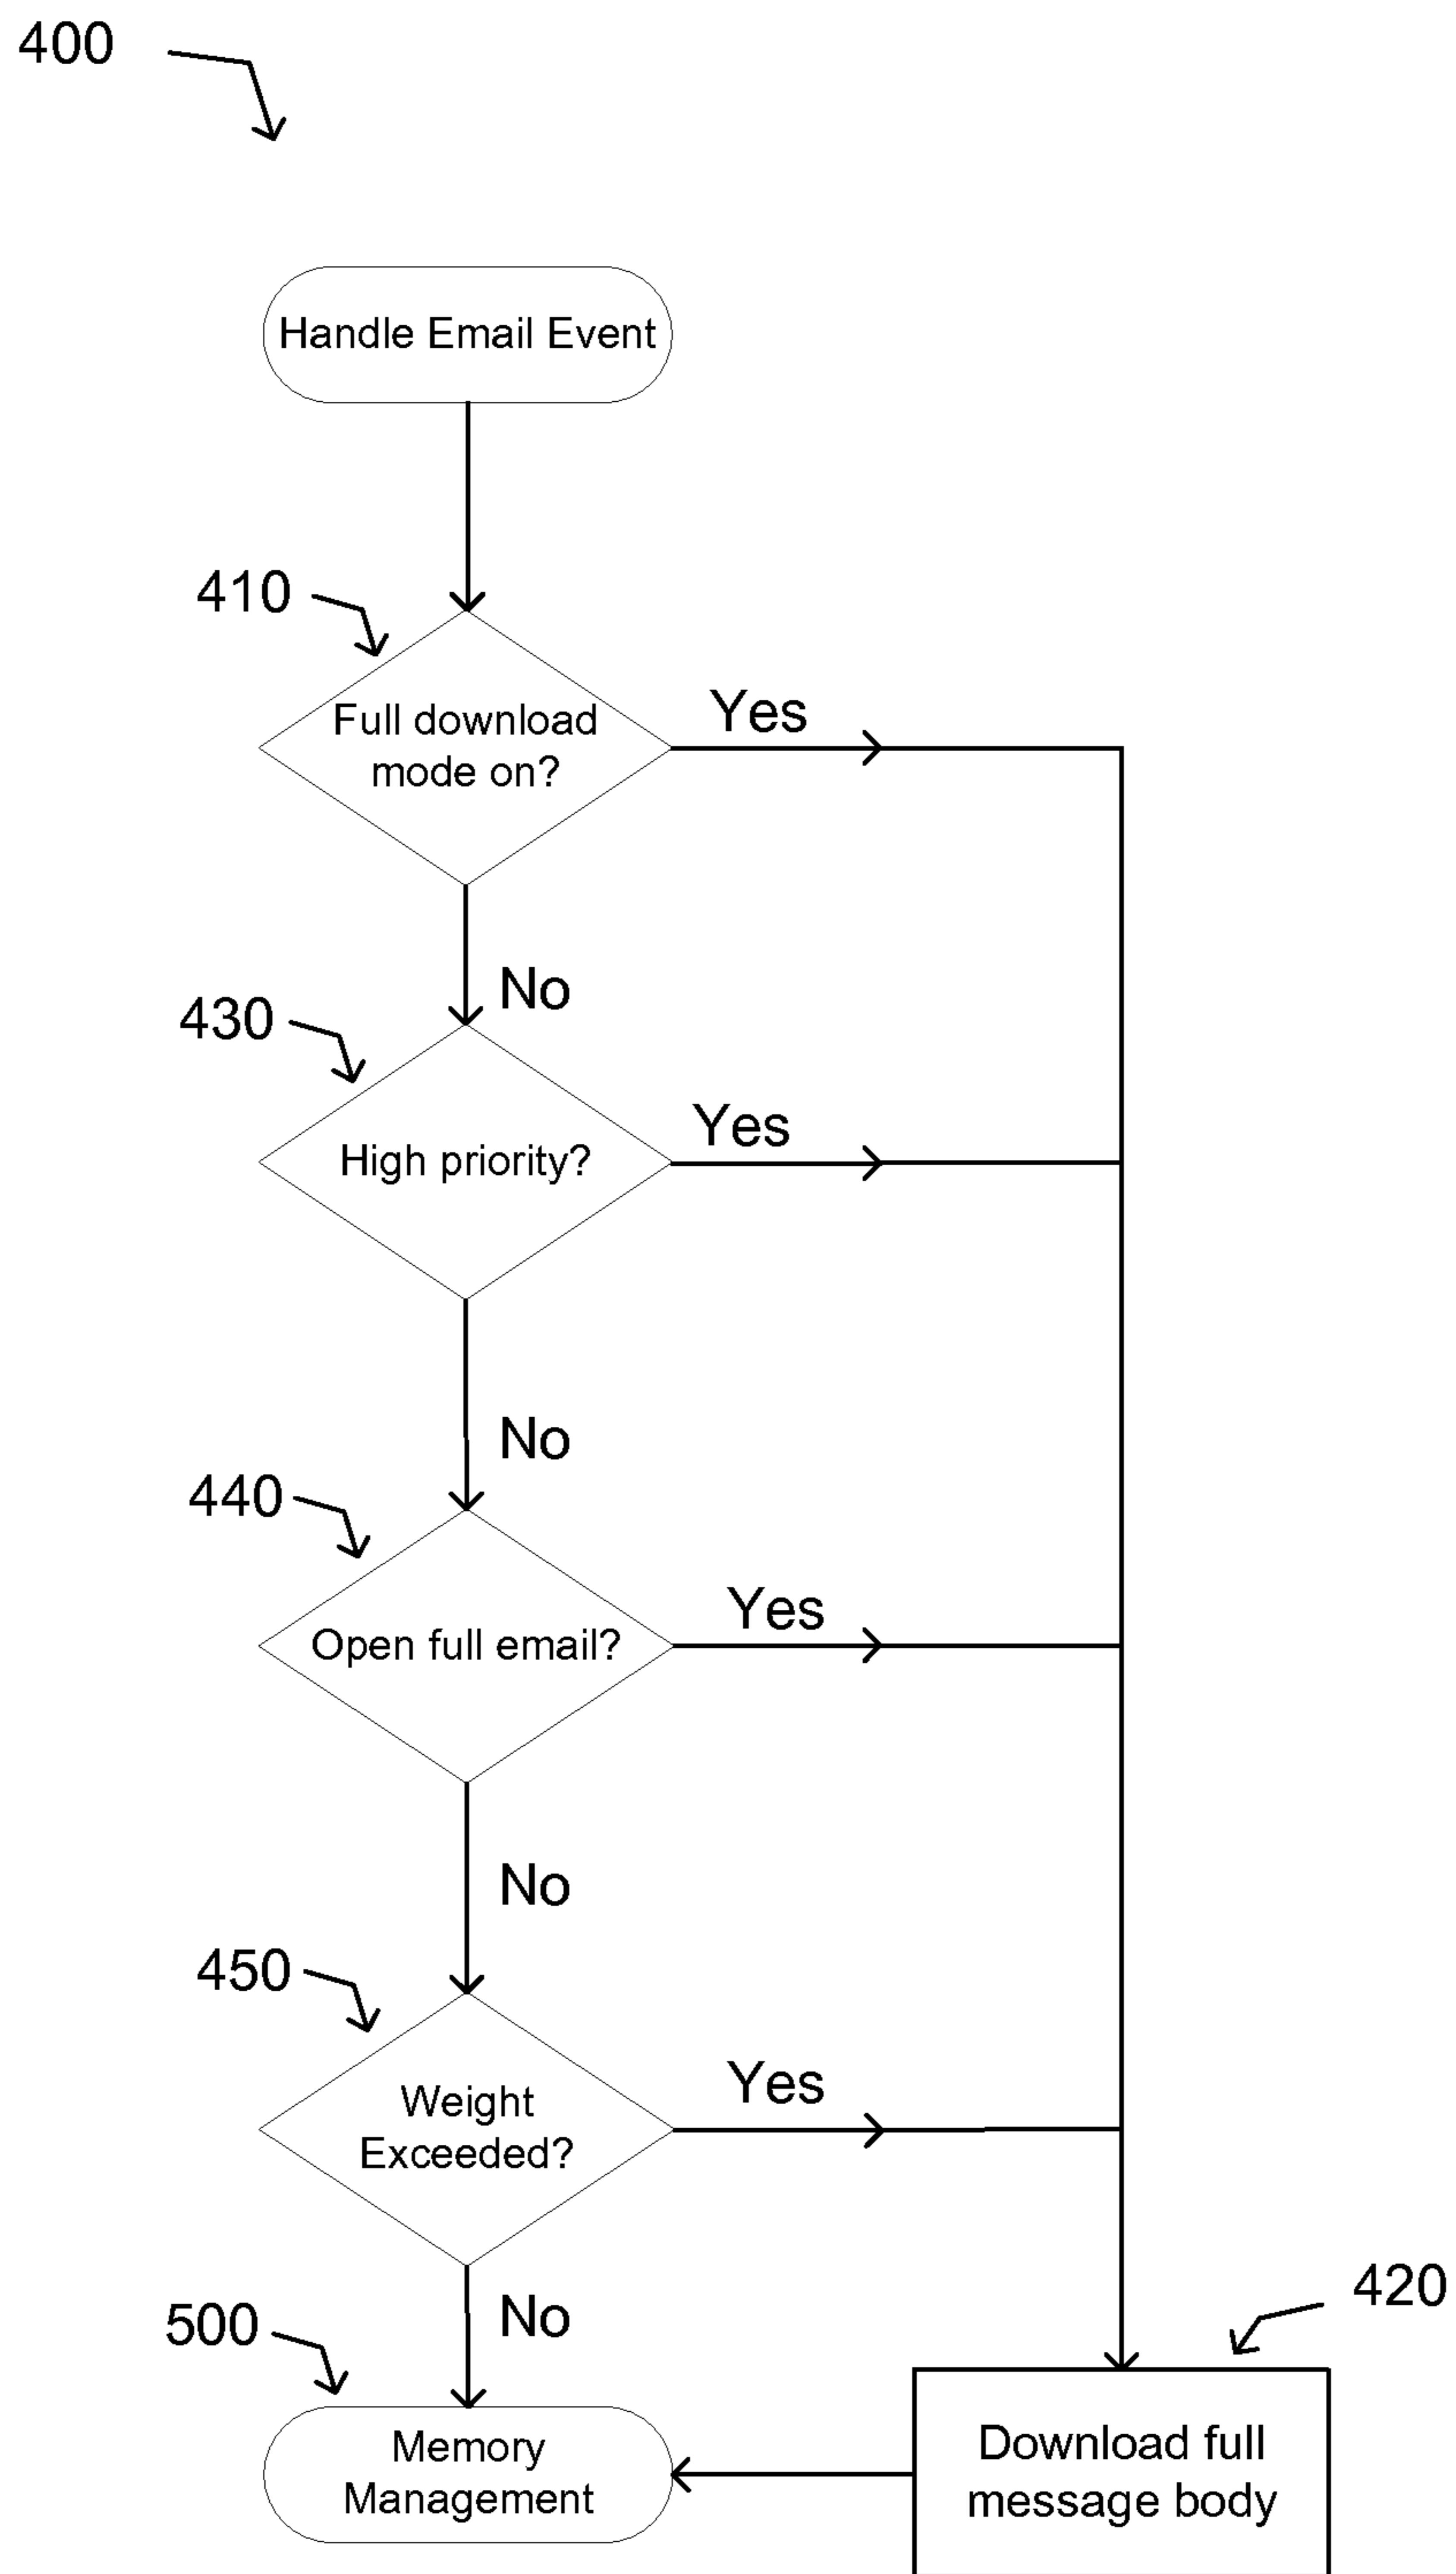 400
Handle Email Event
410
Full download
mode on?
Yes
No
430
High priority?
Yes
No
440
Open full email?
Yes
No
450
Weight
Exceeded?
Yes
No
500
Memory
Management
420
Download full
message body